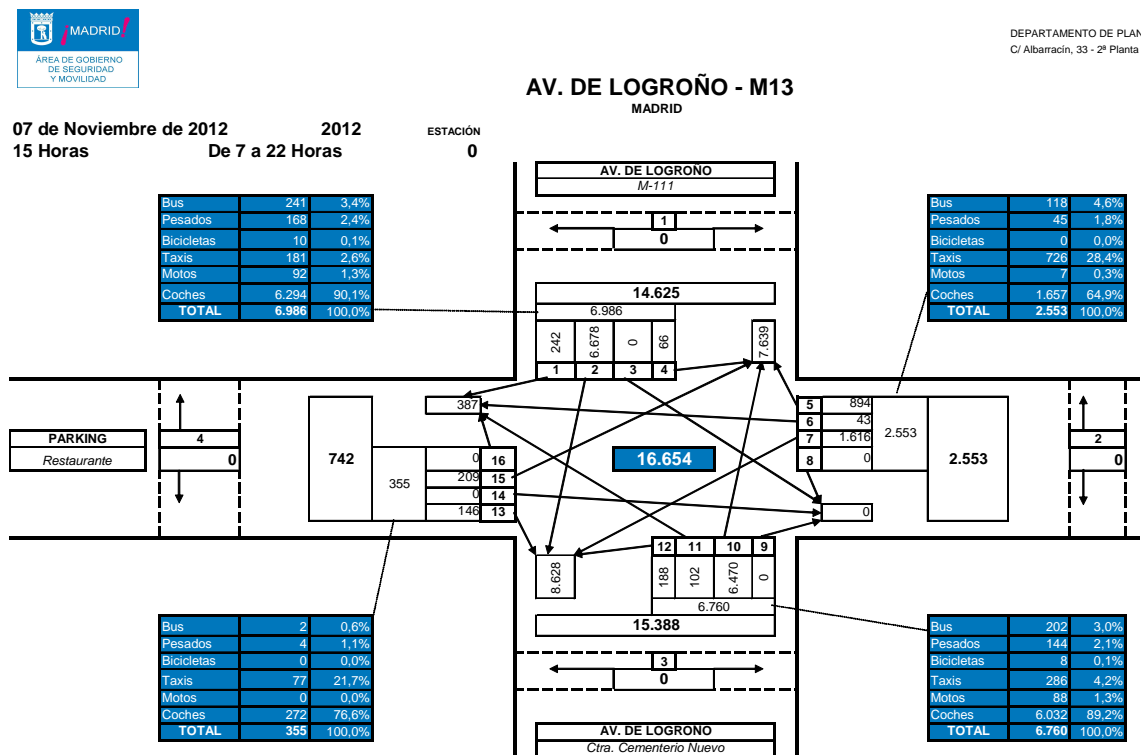 ¡MADRID!
ÁREA DE GOBIERNO
DE SEGURIDAD
Y MOVILIDAD
DEPARTAMENTO DE PLAN
C/ Albarracín, 33 - 2ª Planta
AV. DE LOGROÑO - M13
MADRID
07 de Noviembre de 2012 2012 ESTACIÓN
15 Horas De 7 a 22 Horas 0
AV. DE LOGROÑO
M-111
1
0
Bus 241 3,4%
Pesados 168 2,4%
Bicicletas 10 0,1%
Taxis 181 2,6%
Motos 92 1,3%
Coches 6.294 90,1%
TOTAL 6.986 100,0%
Bus 118 4,6%
Pesados 45 1,8%
Bicicletas 0 0,0%
Taxis 726 28,4%
Motos 7 0,3%
Coches 1.657 64,9%
TOTAL 2.553 100,0%
14.625
6.986
242 6.678 0 66 7.639
1 2 3 4
PARKING
Restaurante
4
0
742
355
387
0 16
209 15
0 14
146 13
16.654
5 894
6 43
7 1.616
8 0
2.553
2.553
0
2
0
12 11 10 9
8.628 188 102 6.470 0
6.760
15.388
3
0
AV. DE LOGROÑO
Ctra. Cementerio Nuevo
Bus 2 0,6%
Pesados 4 1,1%
Bicicletas 0 0,0%
Taxis 77 21,7%
Motos 0 0,0%
Coches 272 76,6%
TOTAL 355 100,0%
Bus 202 3,0%
Pesados 144 2,1%
Bicicletas 8 0,1%
Taxis 286 4,2%
Motos 88 1,3%
Coches 6.032 89,2%
TOTAL 6.760 100,0%